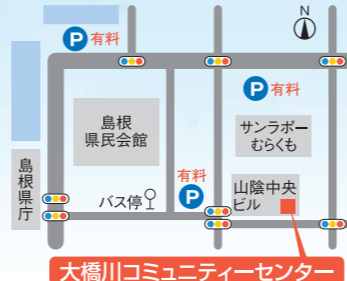 N
P 有料
P 有料
島根
県民会館
サンラポー
むらくも
島根県庁
バス停
有料
P
山陰中央
ビル
大橋川コミュニティーセンター